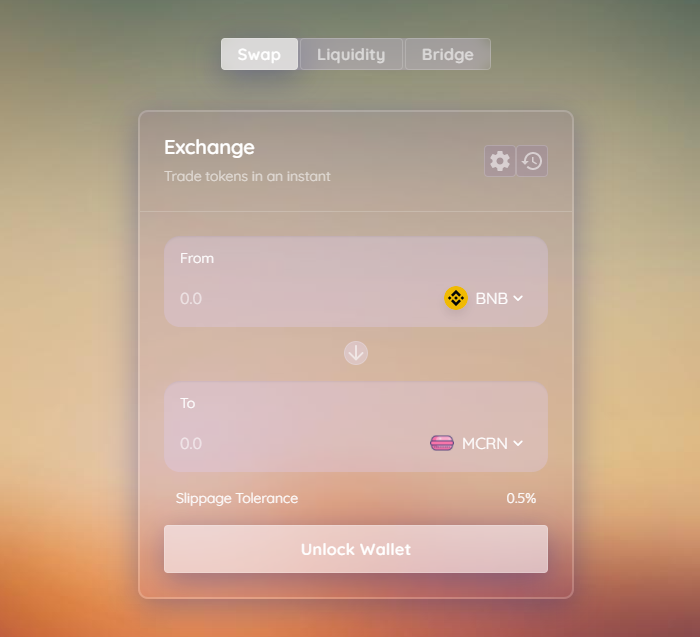 Swap Liquidity Bridge
Exchange
Trade tokens in an instant
From
0.0 BNB
To
0.0 MCRN
Slippage Tolerance 0.5%
Unlock Wallet